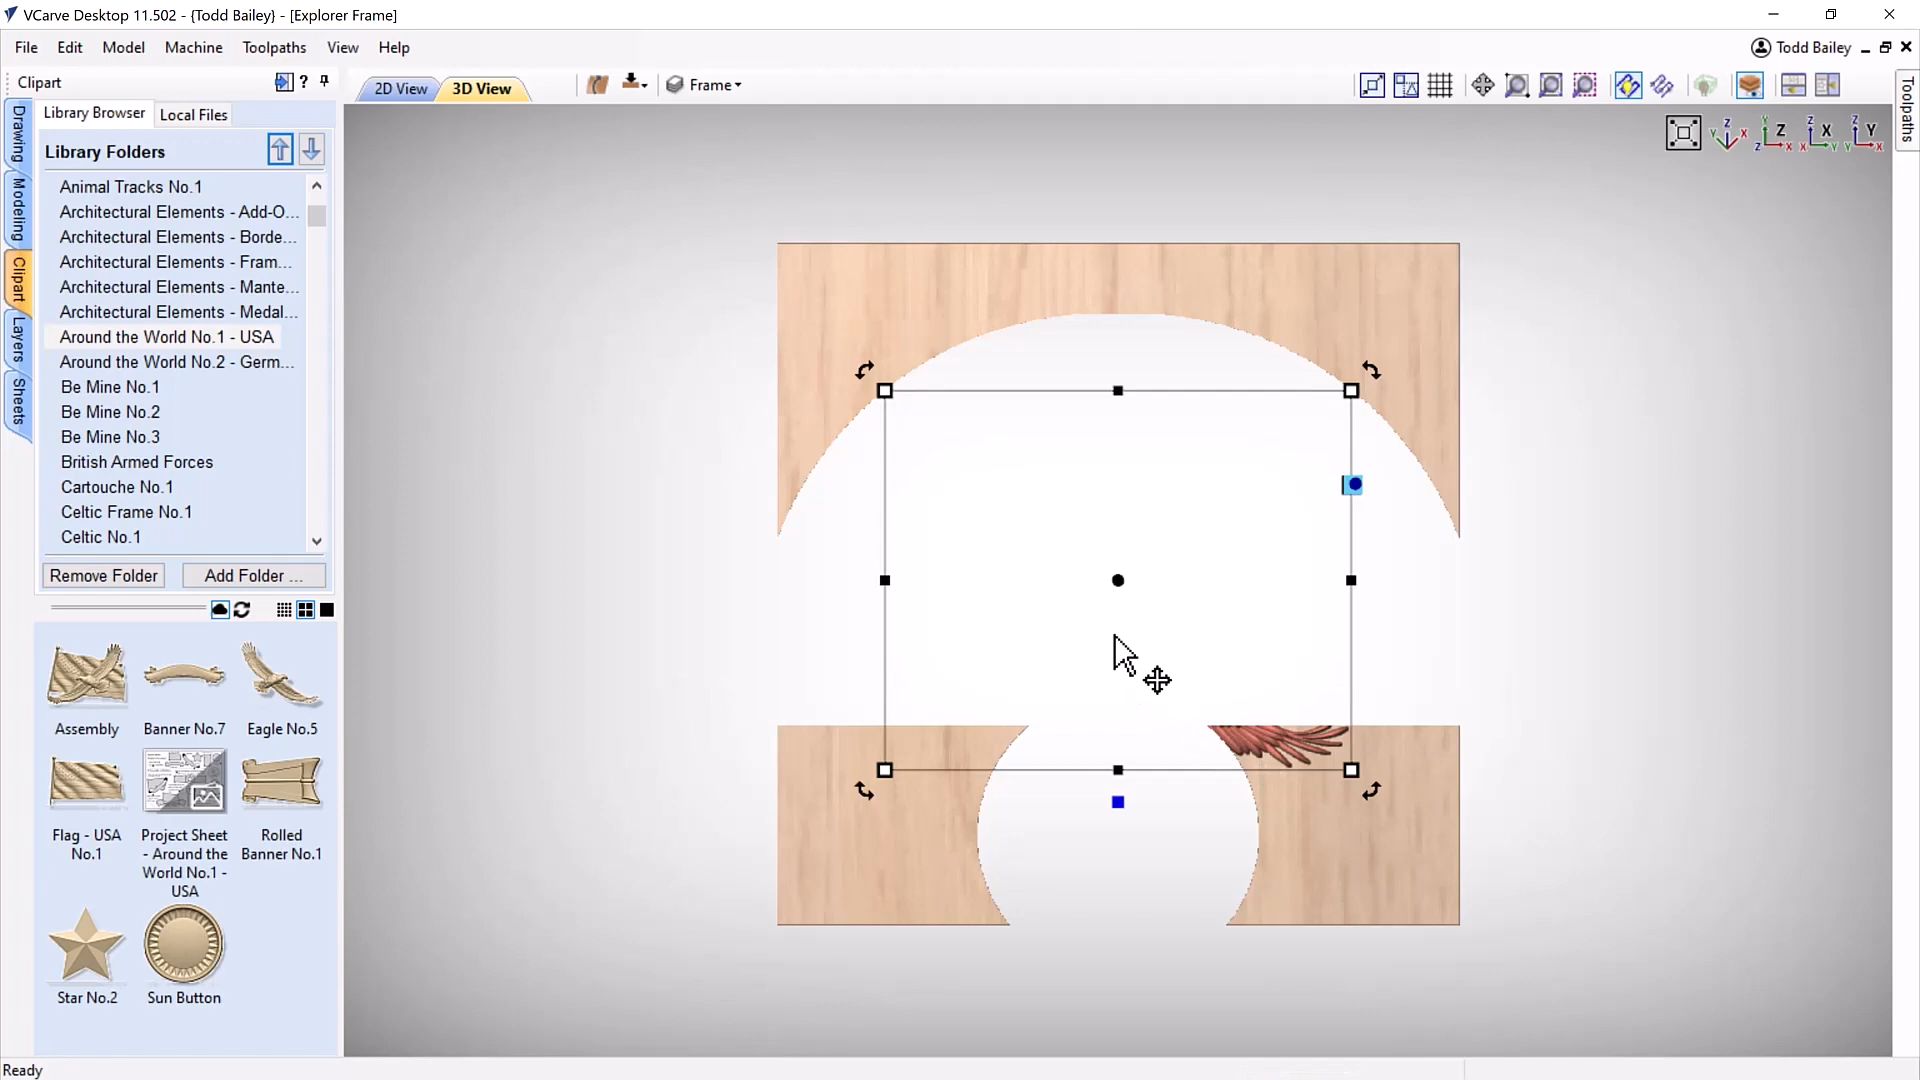 VCarve Desktop 11.502 - {Todd Bailey} - [Explorer Frame]
File Edit Model Machine Toolpaths View Help
Todd Bailey
Clipart ?
2D View 3D View
Frame
Library Browser Local Files
Library Folders
Animal Tracks No.1
Architectural Elements - Add-O...
Architectural Elements - Borde...
Architectural Elements - Fram...
Architectural Elements - Mante...
Architectural Elements - Medal...
Around the World No.1 - USA
Around the World No.2 - Germ...
Be Mine No.1
Be Mine No.2
Be Mine No.3
British Armed Forces
Cartouche No.1
Celtic Frame No.1
Celtic No.1
Remove Folder Add Folder ...
Drawing
Modeling
Clipart
Layers
Sheets
Assembly
Banner No.7
Eagle No.5
Flag - USA
No.1
Project Sheet
- Around the
World No.1 -
USA
Rolled
Banner No.1
Star No.2
Sun Button
Toolpaths
Z Y X
Y Z Z X
Z X X Y
Z Y Y X
Ready